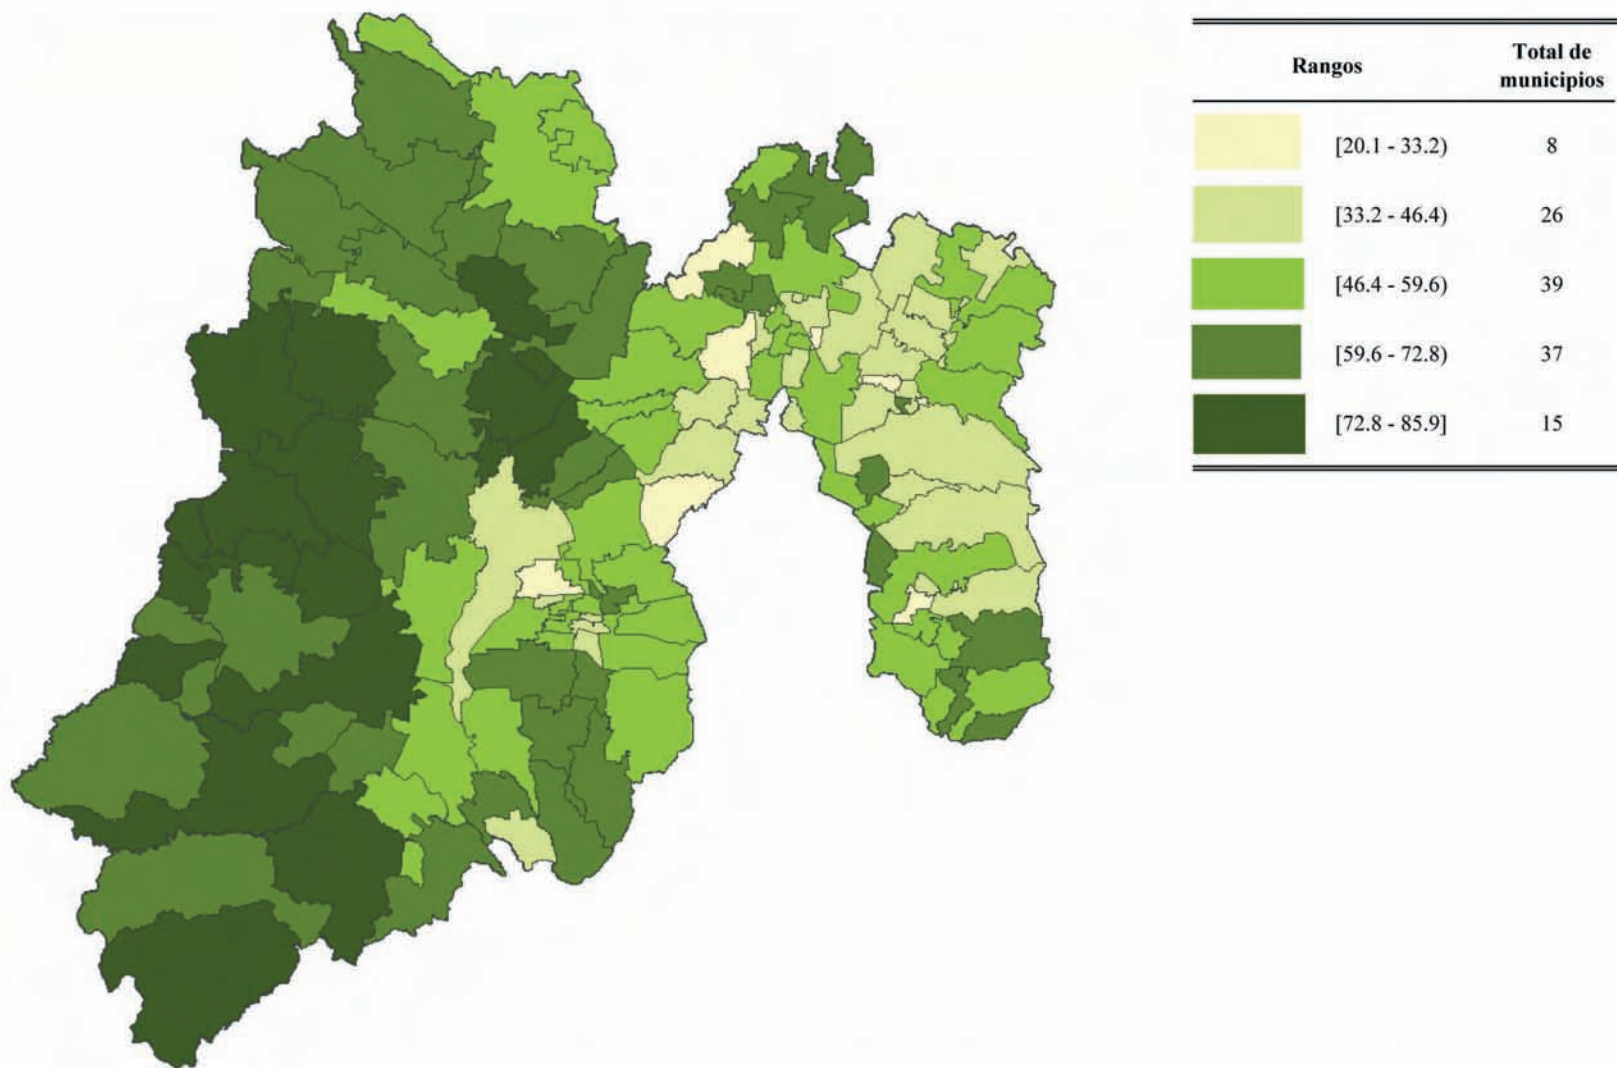 Rangos Total de
municipios
[20.1 - 33.2) 8
[33.2 - 46.4) 26
[46.4 - 59.6) 39
[59.6 - 72.8) 37
[72.8 - 85.9] 15